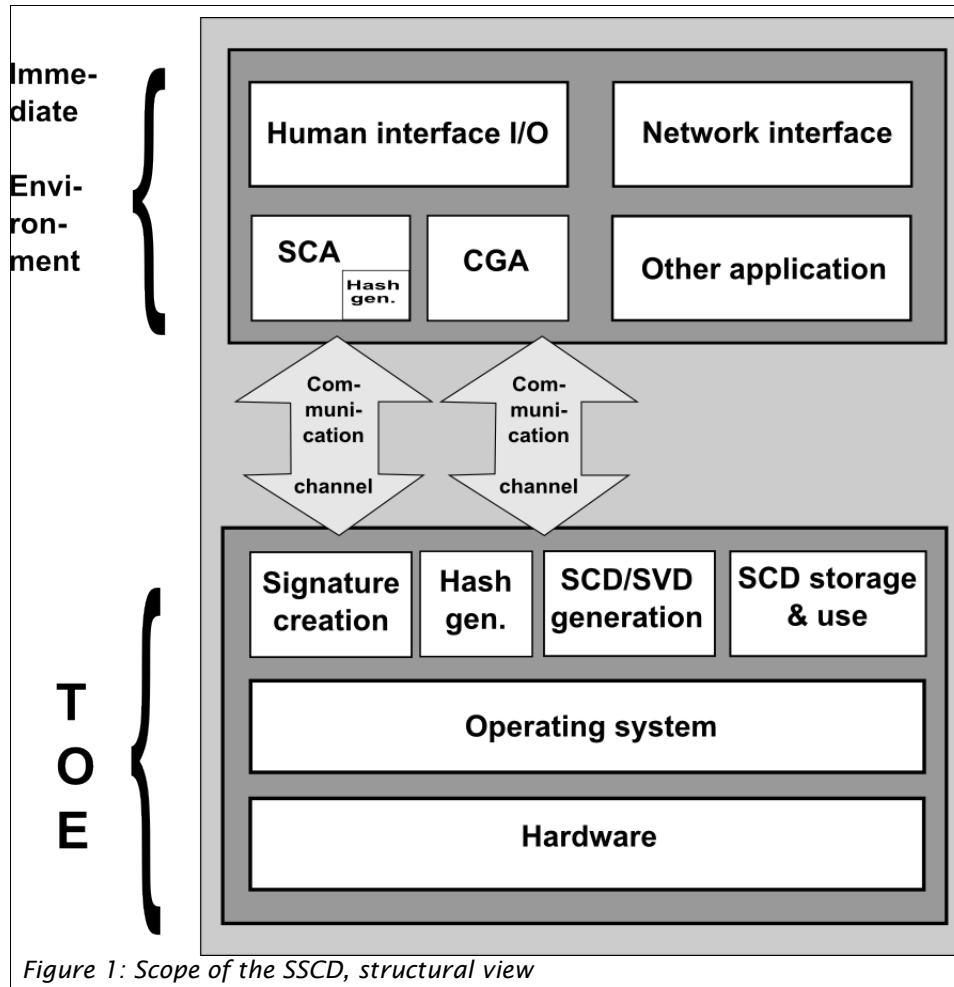 Imme-
diate
Envi-
ron-
ment
Human interface I/O
Network interface
SCA
Hash
gen.
CGA
Other application
Com-
muni-
cation
channel
Com-
muni-
cation
channel
T
O
E
Signature
creation
Hash
gen.
SCD/SVD
generation
SCD storage
& use
Operating system
Hardware
Figure 1: Scope of the SSCD, structural view